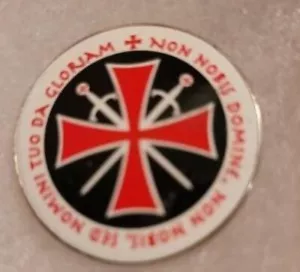 ✠ NON NOBIS DOMINE, NON NOBIS, SED NOMINI TUO DA GLORIAM